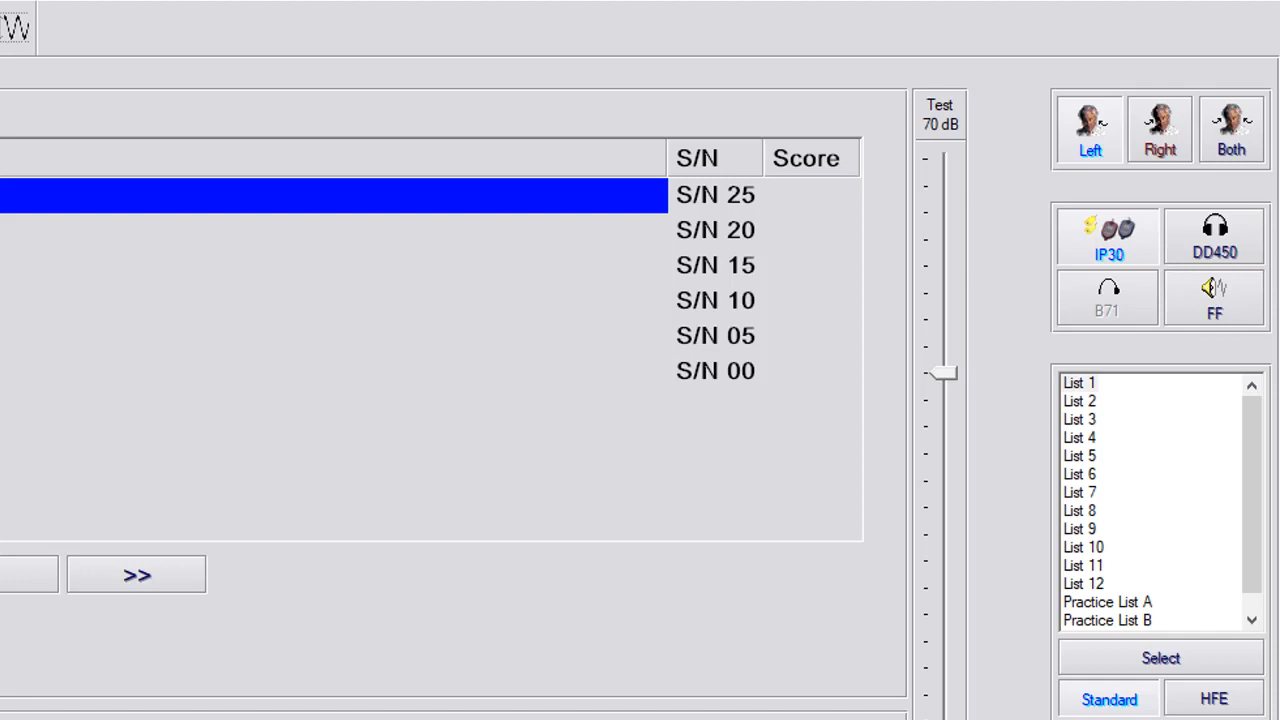 Test
70 dB
Left
Right
Both
S/N
Score
S/N 25
S/N 20
S/N 15
S/N 10
S/N 05
S/N 00
IP30
DD450
B71
FF
List 1
List 2
List 3
List 4
List 5
List 6
List 7
List 8
List 9
List 10
List 11
List 12
Practice List A
Practice List B
>>
Select
Standard
HFE